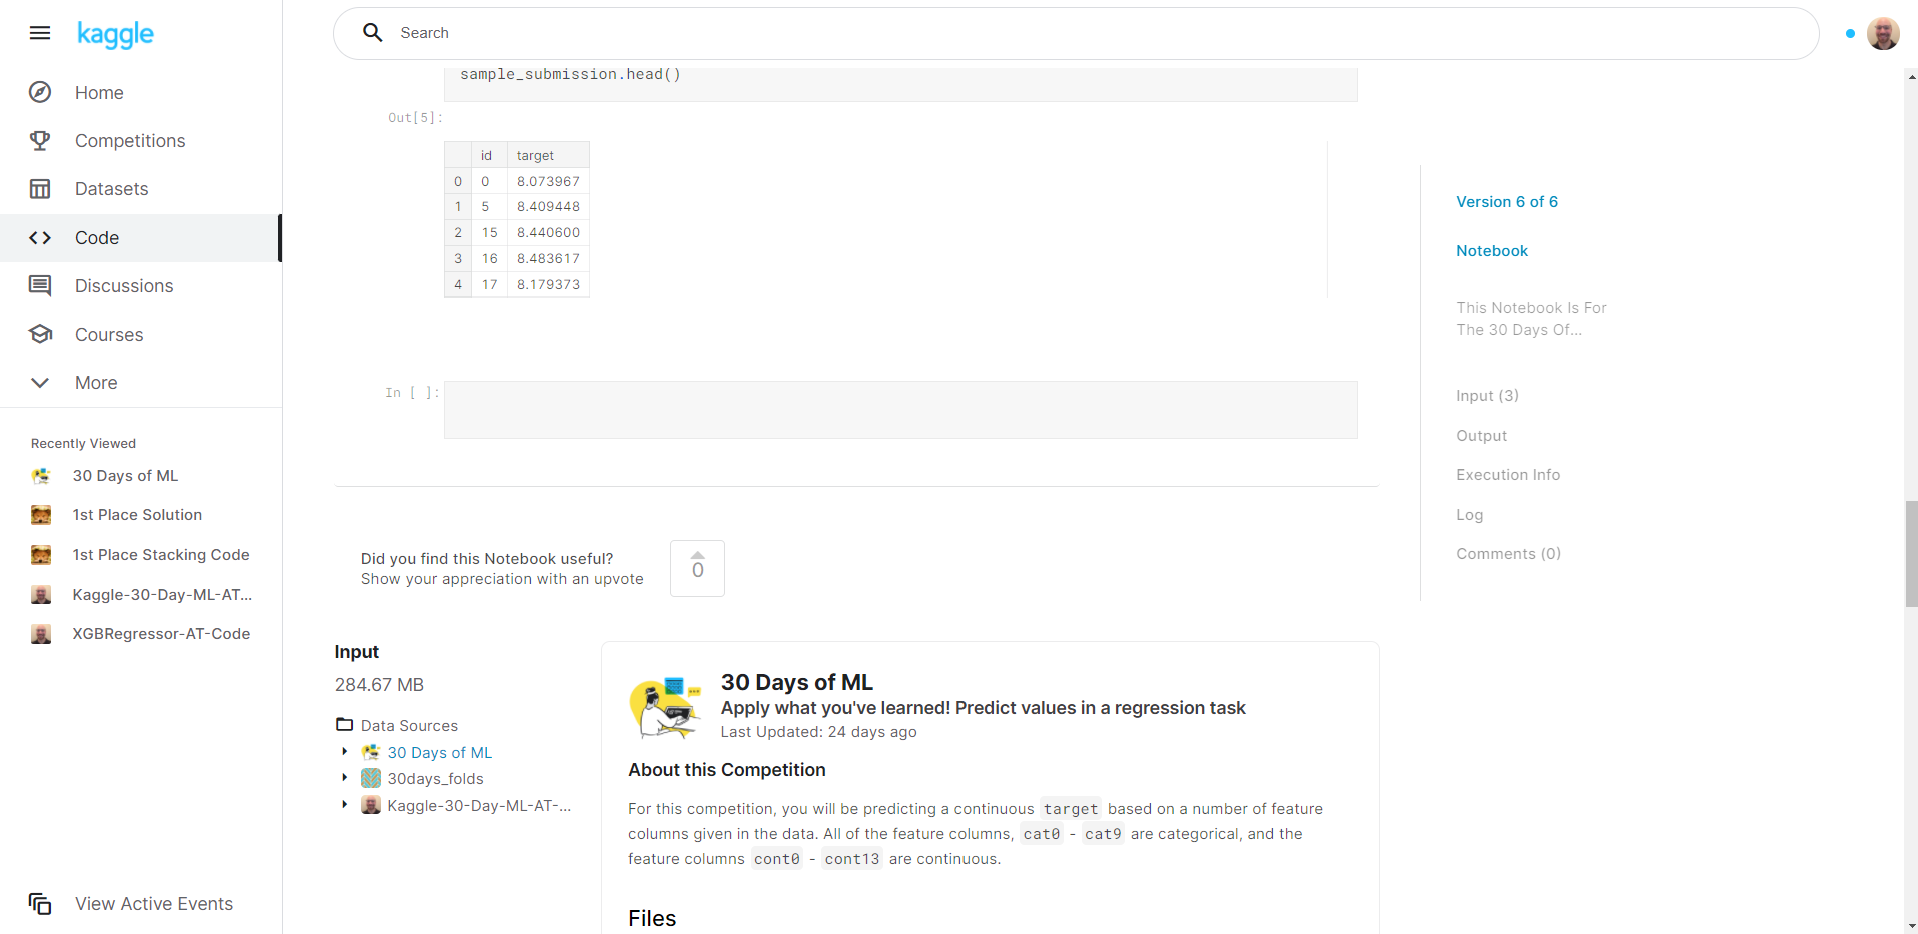 kaggle
Search
Home
Competitions
Datasets
Code
Discussions
Courses
More
Recently Viewed
30 Days of ML
1st Place Solution
1st Place Stacking Code
Kaggle-30-Day-ML-AT...
XGBRegressor-AT-Code
View Active Events
sample_submission.head()
Out[5]:
id target
0 0 8.073967
1 5 8.409448
2 15 8.440600
3 16 8.483617
4 17 8.179373
In [ ]:
Did you find this Notebook useful?
Show your appreciation with an upvote
0
Input
284.67 MB
Data Sources
30 Days of ML
30days_folds
Kaggle-30-Day-ML-AT-...
30 Days of ML
Apply what you've learned! Predict values in a regression task
Last Updated: 24 days ago
About this Competition
For this competition, you will be predicting a continuous target based on a number of feature
columns given in the data. All of the feature columns, cat0 - cat9 are categorical, and the
feature columns cont0 - cont13 are continuous.
Files
Version 6 of 6
Notebook
This Notebook Is For
The 30 Days Of...
Input (3)
Output
Execution Info
Log
Comments (0)